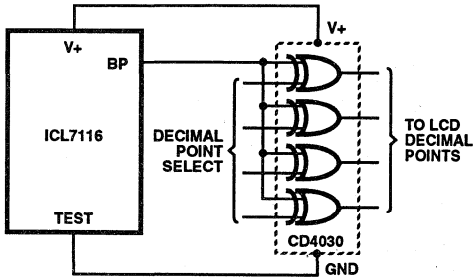 V+
V+
BP
ICL7116
DECIMAL
POINT
SELECT
TO LCD
DECIMAL
POINTS
TEST
CD4030
GND